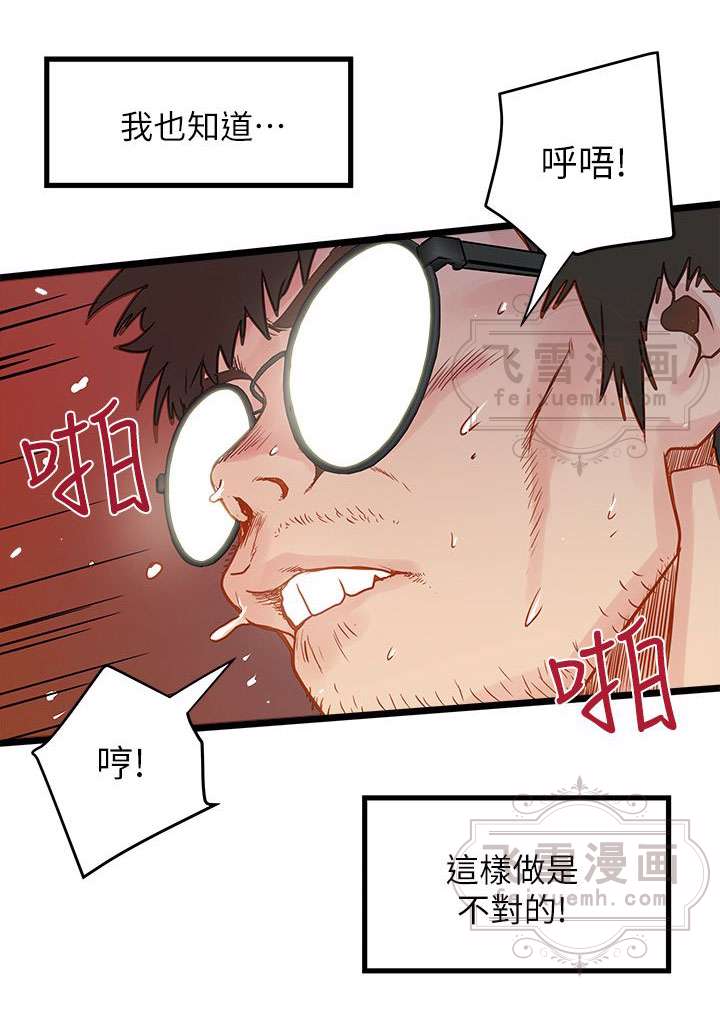 我也知道…
呼唔!
飞雪漫画
feixuemh.com
啪
啪
哼!
這樣做是
不對的!
飞雪漫画
feixuemh.com